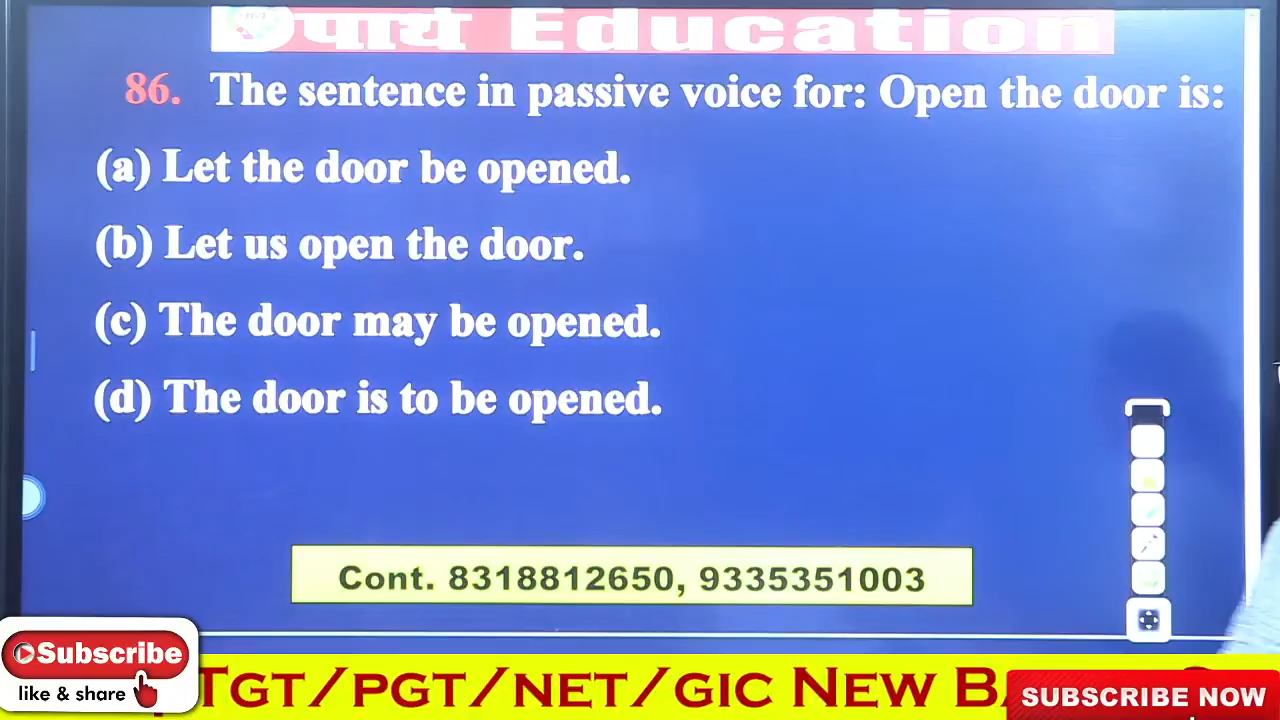 पाय Education
86. The sentence in passive voice for: Open the door is:
(a) Let the door be opened.
(b) Let us open the door.
(c) The door may be opened.
(d) The door is to be opened.
Cont. 8318812650, 9335351003
Subscribe
like & share
TGT/PGT/NET/GIC NEW
SUBSCRIBE NOW